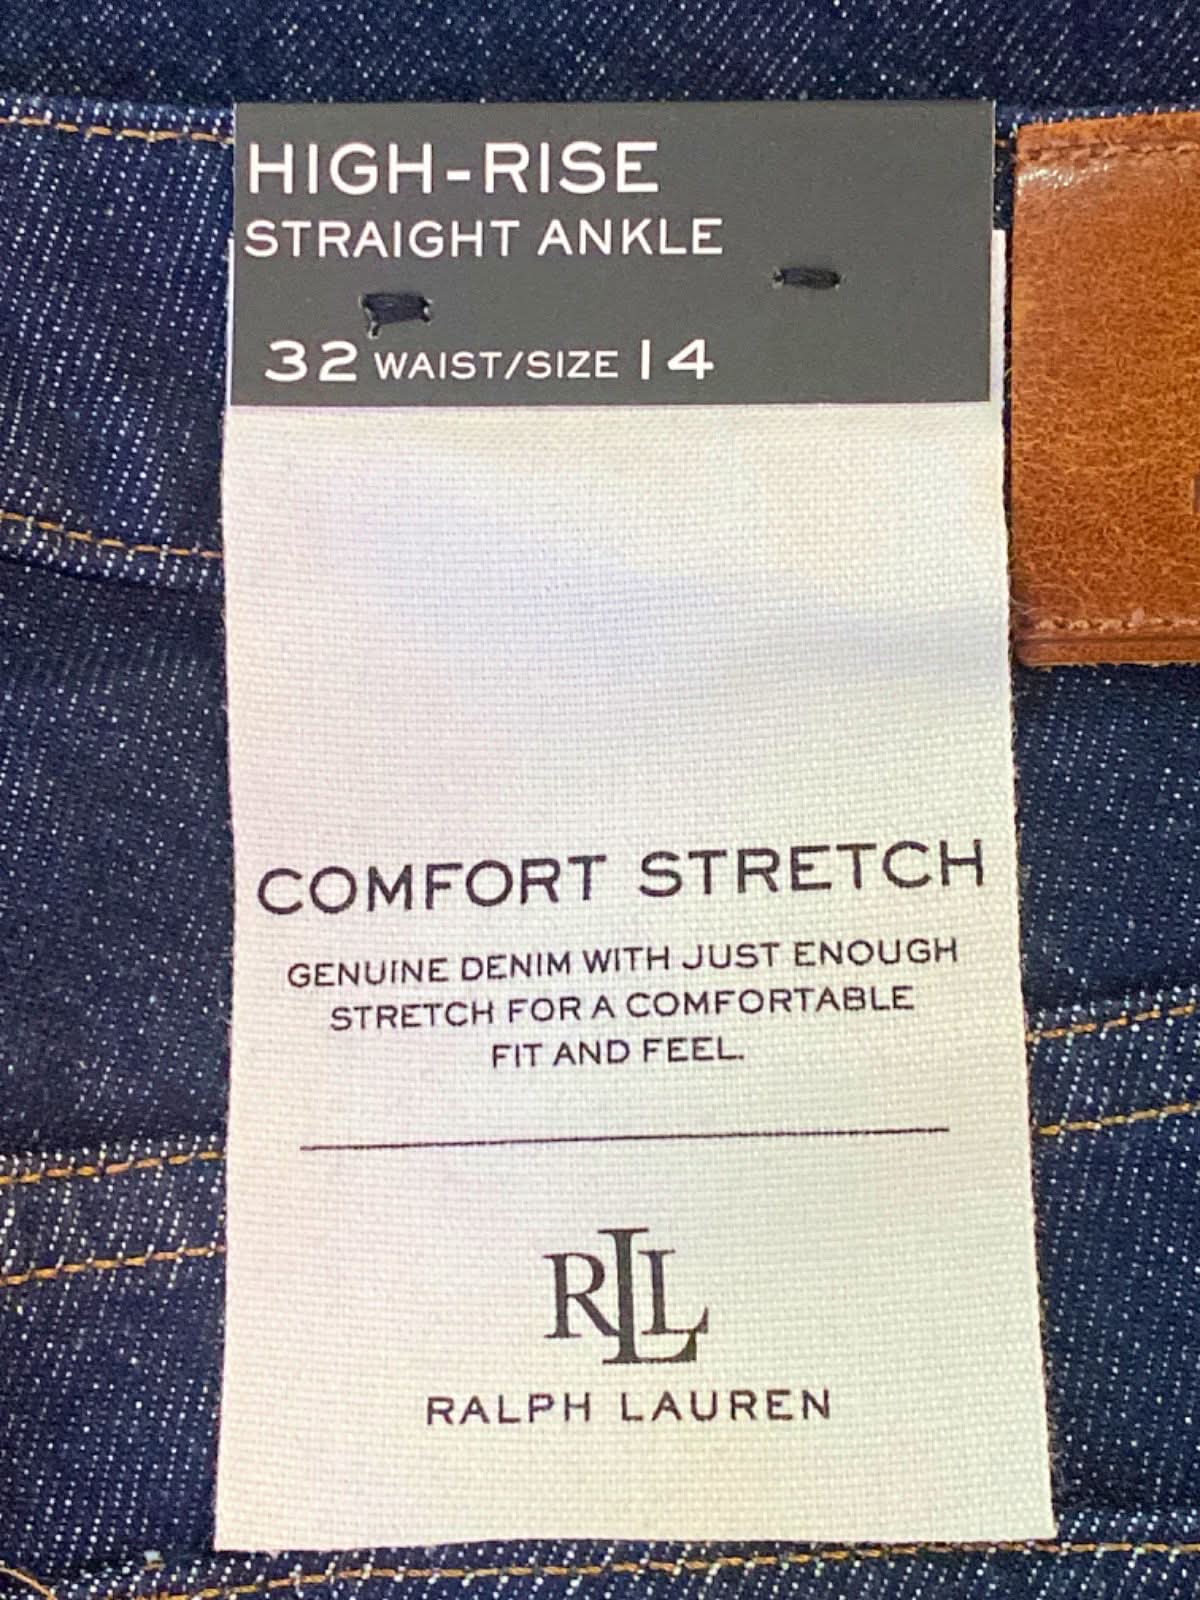 HIGH-RISE
STRAIGHT ANKLE
32 WAIST/SIZE 14
COMFORT STRETCH
GENUINE DENIM WITH JUST ENOUGH
STRETCH FOR A COMFORTABLE
FIT AND FEEL.
RLL
RALPH LAUREN